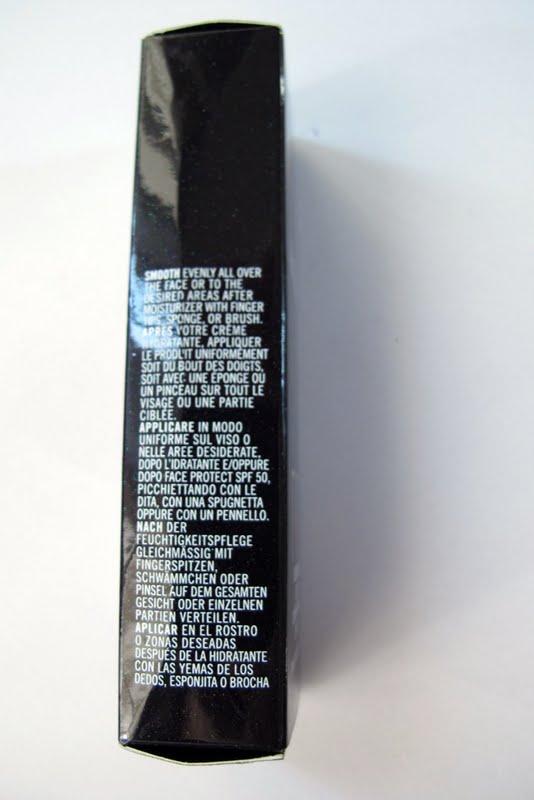 SMOOTH EVENLY ALL OVER
THE FACE OR TO THE
DESIRED AREAS AFTER
MOISTURIZER WITH FINGER
TIPS, SPONGE, OR BRUSH.
APRÈS VOTRE CRÈME
HYDRATANTE, APPLIQUER
LE PRODUIT UNIFORMÉMENT
SOIT DU BOUT DES DOIGTS,
SOIT AVEC UNE ÉPONGE OU
UN PINCEAU SUR TOUT LE
VISAGE OU UNE PARTIE
CIBLÉE.
APPLICARE IN MODO
UNIFORME SUL VISO O
NELLE AREE DESIDERATE,
DOPO L'IDRATANTE E/OPPURE
DOPO FACE PROTECT SPF 50,
PICCHIETTANDO CON LE
DITA, CON UNA SPUGNETTA
OPPURE CON UN PENNELLO.
NACH DER
FEUCHTIGKEITSPFLEGE
GLEICHMÄSSIG MIT
FINGERSPITZEN,
SCHWÄMMCHEN ODER
PINSEL AUF DEM GESAMTEN
GESICHT ODER EINZELNEN
PARTIEN VERTEILEN.
APLICAR EN EL ROSTRO
O ZONAS DESEADAS
DESPUÉS DE LA HIDRATANTE
CON LAS YEMAS DE LOS
DEDOS, ESPONJITA O BROCHA